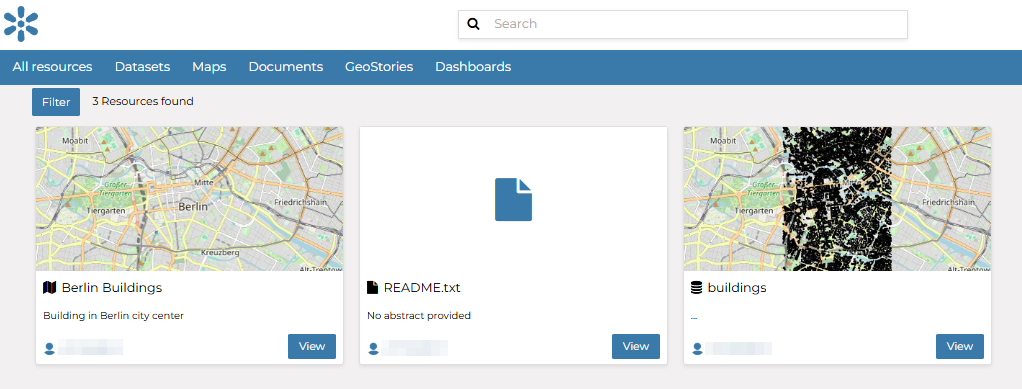 Search
All resources Datasets Maps Documents GeoStories Dashboards
Filter 3 Resources found
Moabit
Großer
Tiergarten
Mitte
Tiergarten
Berlin
Friedrichshain
Kreuzberg
Alt-Treptow
Moabit
Großer
Tiergarten
Mitte
Tiergarten
Friedrichshain
Alt-Treptow
Berlin Buildings
Building in Berlin city center
View
README.txt
No abstract provided
View
buildings
...
View